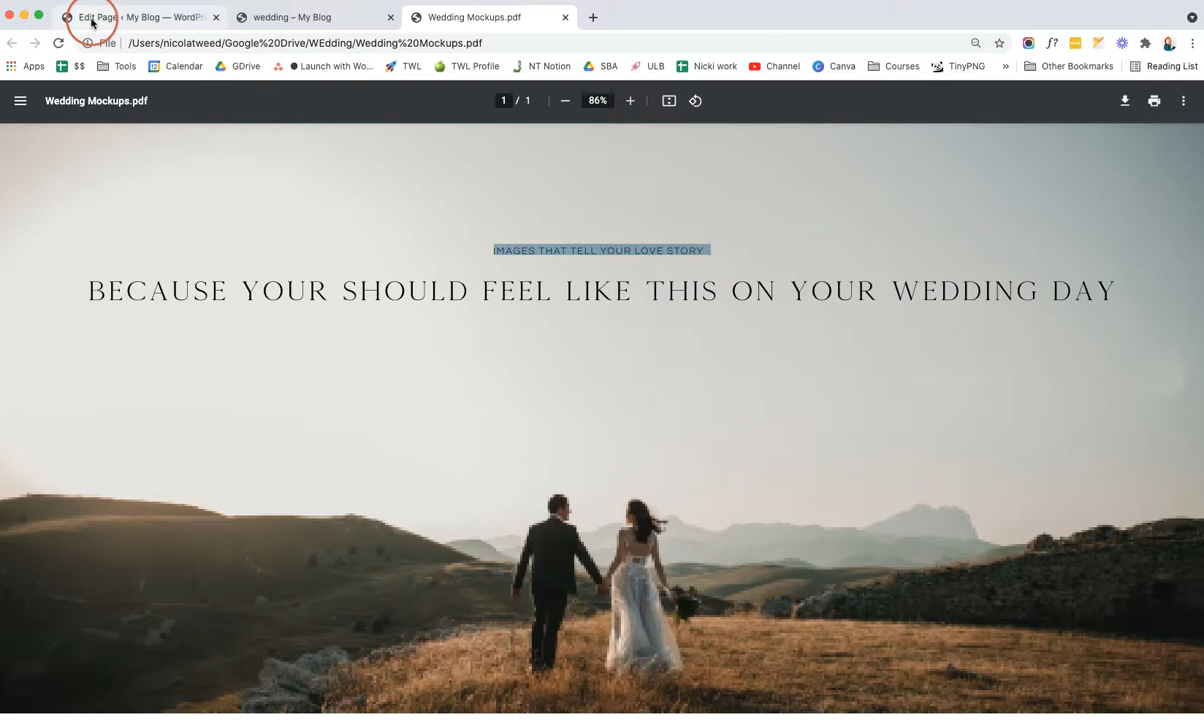 Edit Page ‹ My Blog — WordPr
wedding – My Blog
Wedding Mockups.pdf
File /Users/nicolatweed/Google%20Drive/WEdding/Wedding%20Mockups.pdf
f?
Apps $$ Tools Calendar GDrive Launch with Wo... TWL TWL Profile NT Notion SBA ULB Nicki work Channel Canva Courses TinyPNG » Other Bookmarks Reading List
Wedding Mockups.pdf 1 / 1 86%
IMAGES THAT TELL YOUR LOVE STORY
BECAUSE YOUR SHOULD FEEL LIKE THIS ON YOUR WEDDING DAY